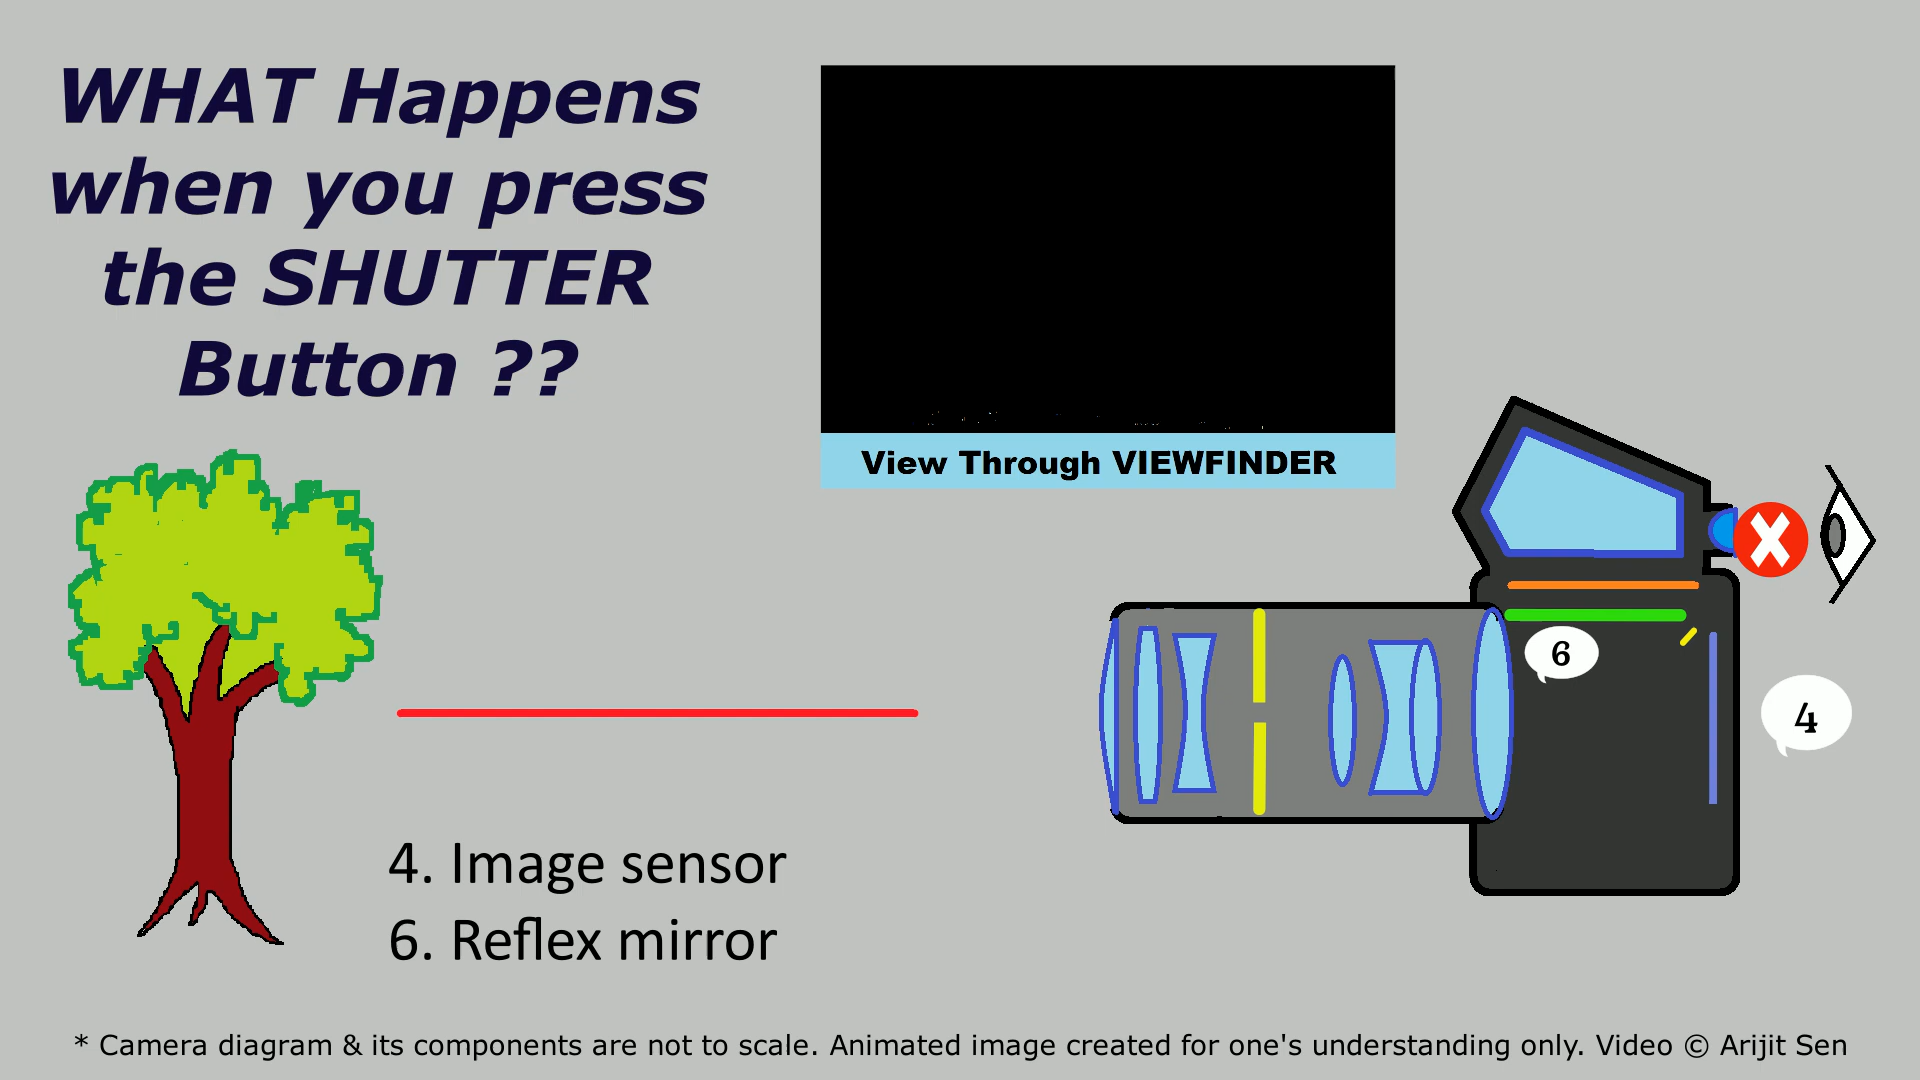 WHAT Happens
when you press
the SHUTTER
Button ??
View Through VIEWFINDER
6
4
4. Image sensor
6. Reflex mirror
* Camera diagram & its components are not to scale. Animated image created for one's understanding only. Video © Arijit Sen